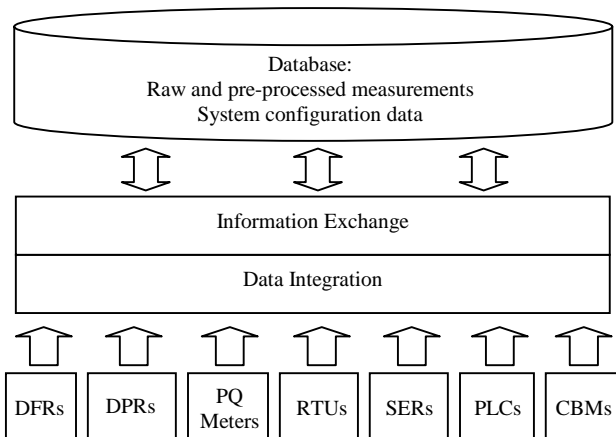 Database:
Raw and pre-processed measurements
System configuration data
Information Exchange
Data Integration
DFRs
DPRs
PQ
Meters
RTUs
SERs
PLCs
CBMs